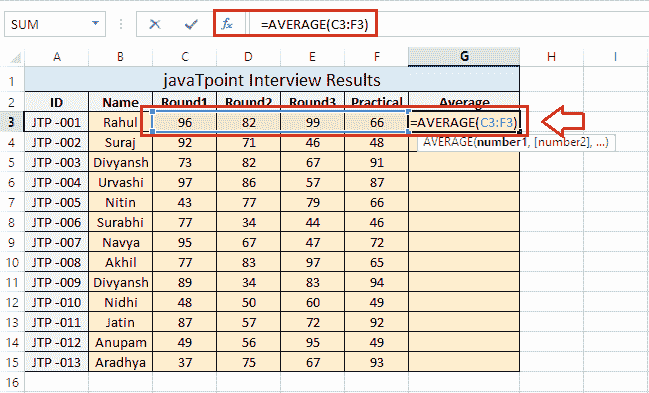 SUM fx =AVERAGE(C3:F3)
A B C D E F G H I
1 javaTpoint Interview Results
2 ID Name Round1 Round2 Round3 Practical Average
3 JTP -001 Rahul 96 82 99 66 =AVERAGE(C3:F3)
4 JTP -002 Suraj 92 71 46 48 AVERAGE(number1, [number2], ...)
5 JTP -003 Divyansh 73 82 67 91
6 JTP -004 Urvashi 97 86 57 87
7 JTP -005 Nitin 43 77 79 66
8 JTP -006 Surabhi 77 34 44 46
9 JTP -007 Navya 95 67 47 72
10 JTP -008 Akhil 77 83 97 65
11 JTP -009 Divyansh 89 34 83 94
12 JTP -010 Nidhi 48 50 60 49
13 JTP -011 Jatin 87 57 72 92
14 JTP -012 Anupam 49 56 95 49
15 JTP -013 Aradhya 37 75 67 93
16